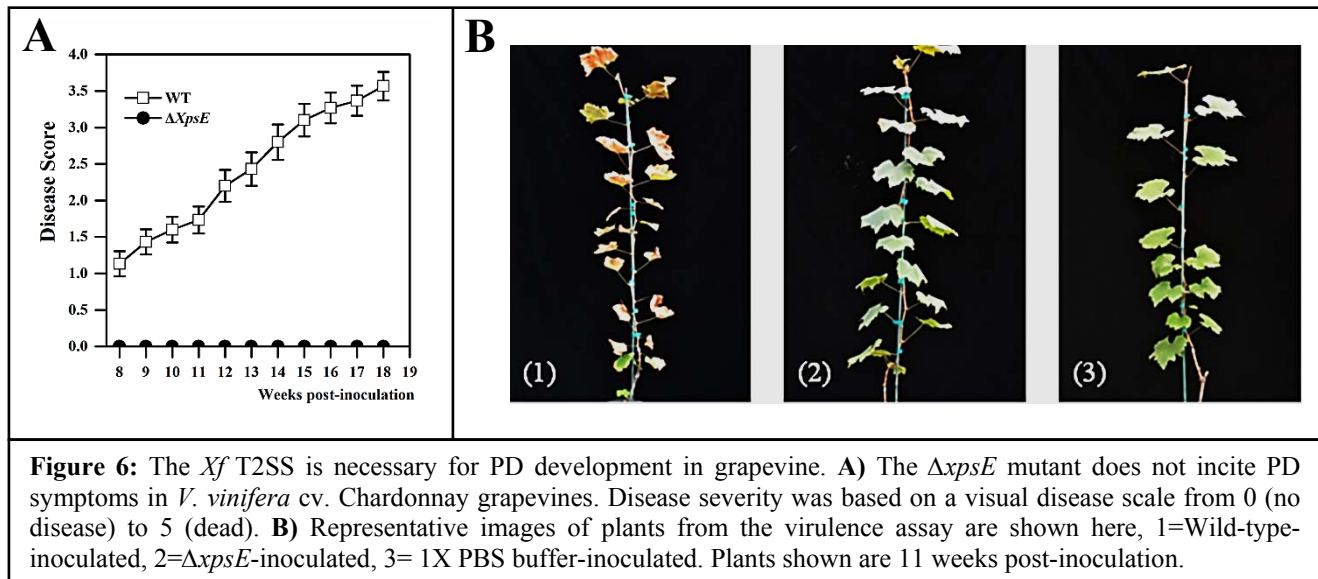 A
Disease Score
4.0
3.5
3.0
2.5
2.0
1.5
1.0
0.5
0.0
WT
ΔXpsE
8 9 10 11 12 13 14 15 16 17 18 19
Weeks post-inoculation
B
(1)
(2)
(3)
Figure 6: The Xf T2SS is necessary for PD development in grapevine. A) The ΔxpsE mutant does not incite PD
symptoms in V. vinifera cv. Chardonnay grapevines. Disease severity was based on a visual disease scale from 0 (no
disease) to 5 (dead). B) Representative images of plants from the virulence assay are shown here, 1=Wild-type-
inoculated, 2=ΔxpsE-inoculated, 3= 1X PBS buffer-inoculated. Plants shown are 11 weeks post-inoculation.